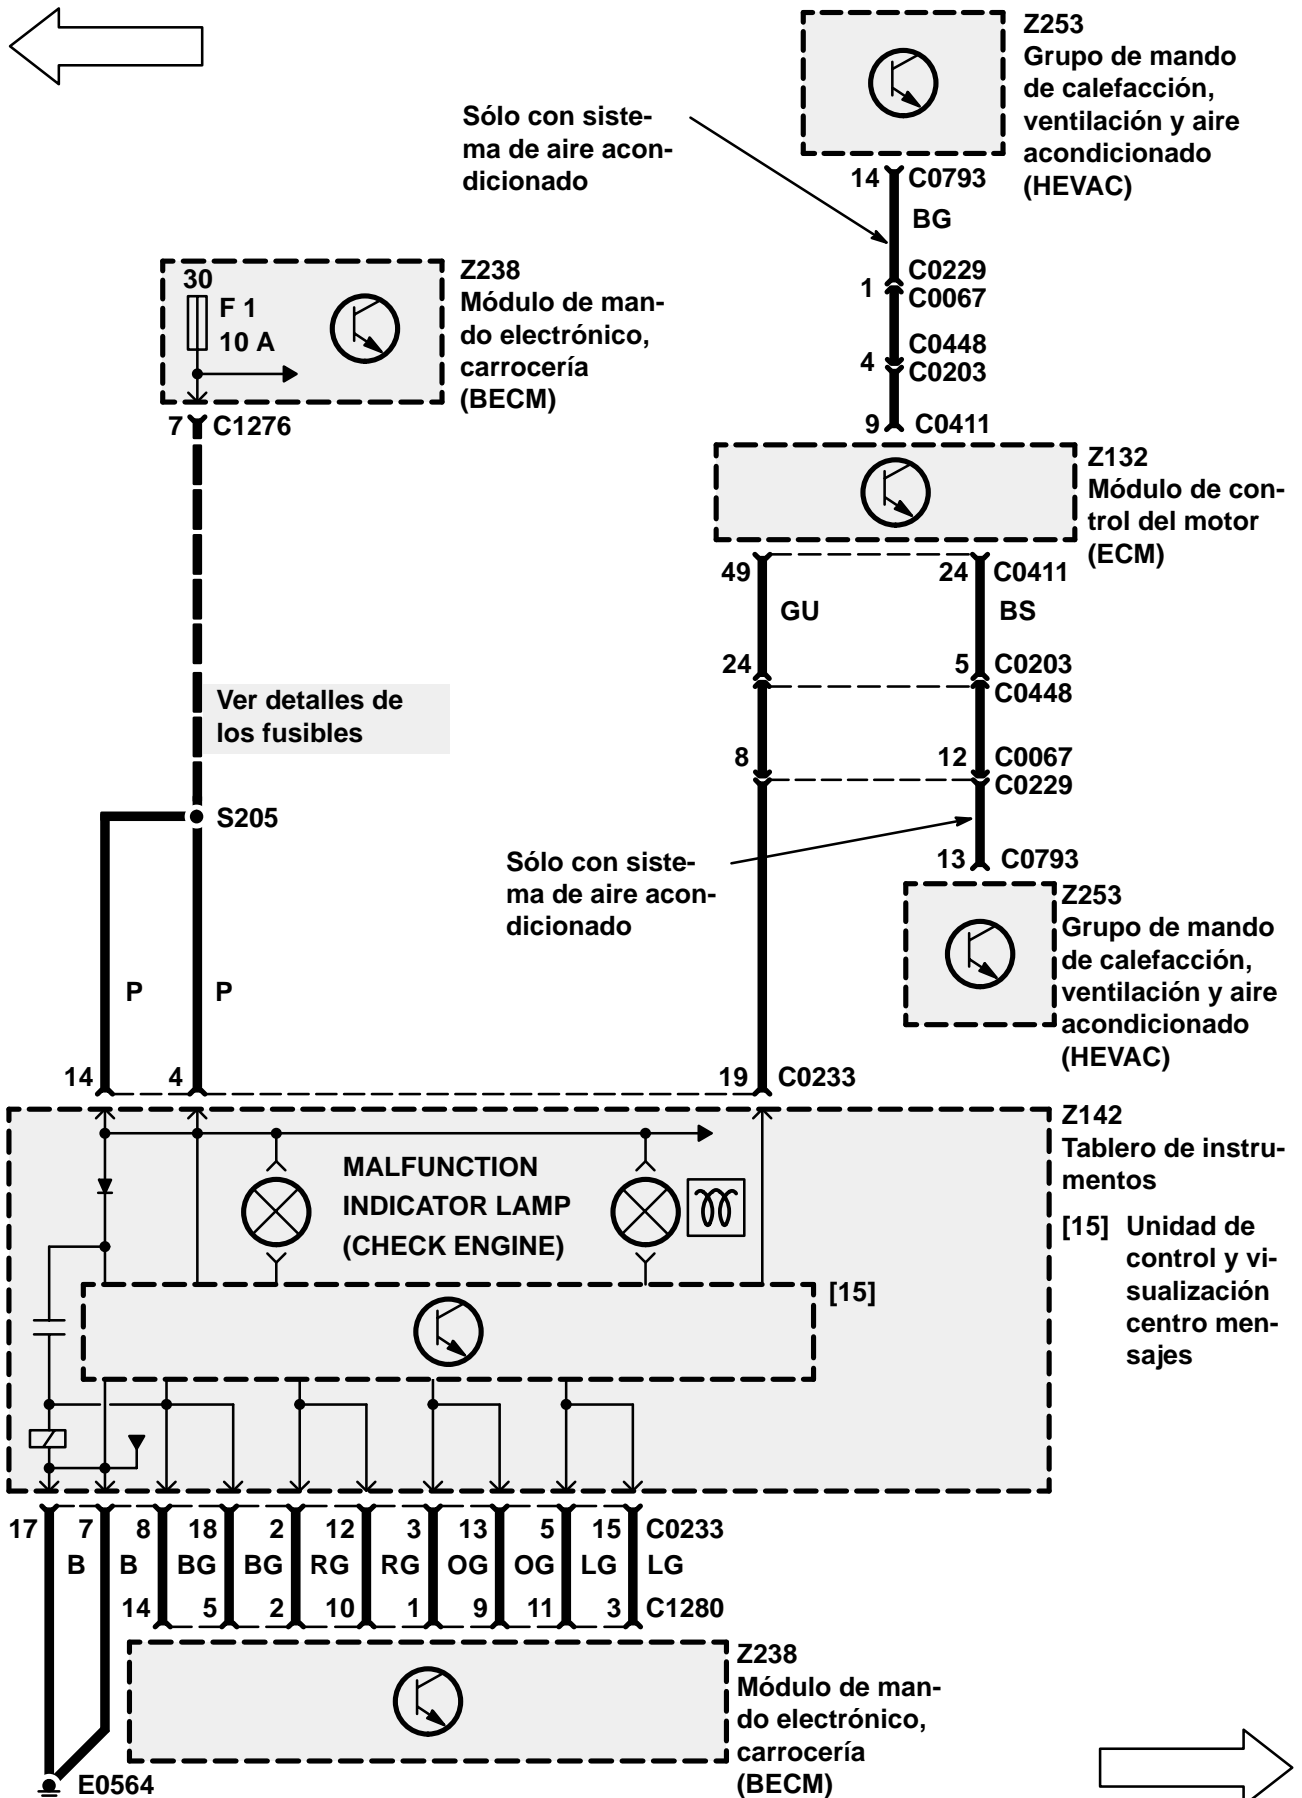 Z253
Grupo de mando
de calefacción,
ventilación y aire
acondicionado
(HEVAC)
Sólo con siste-
ma de aire acon-
dicionado
14 C0793
BG
1 C0229
C0067
4 C0448
C0203
9 C0411
30
F 1
10 A
Z238
Módulo de man-
do electrónico,
carrocería
(BECM)
7 C1276
Z132
Módulo de con-
trol del motor
(ECM)
49 24 C0411
GU BS
24 5 C0203
C0448
Ver detalles de
los fusibles
8 12 C0067
C0229
S205
Sólo con siste-
ma de aire acon-
dicionado
13 C0793
Z253
Grupo de mando
de calefacción,
ventilación y aire
acondicionado
(HEVAC)
P P
14 4 19 C0233
Z142
Tablero de instru-
mentos
[15] Unidad de
control y vi-
sualización
centro men-
sajes
MALFUNCTION
INDICATOR LAMP
(CHECK ENGINE)
[15]
17 7 8 18 2 12 3 13 5 15 C0233
B B BG BG RG RG OG OG LG LG
14 5 2 10 1 9 11 3 C1280
Z238
Módulo de man-
do electrónico,
carrocería
(BECM)
E0564